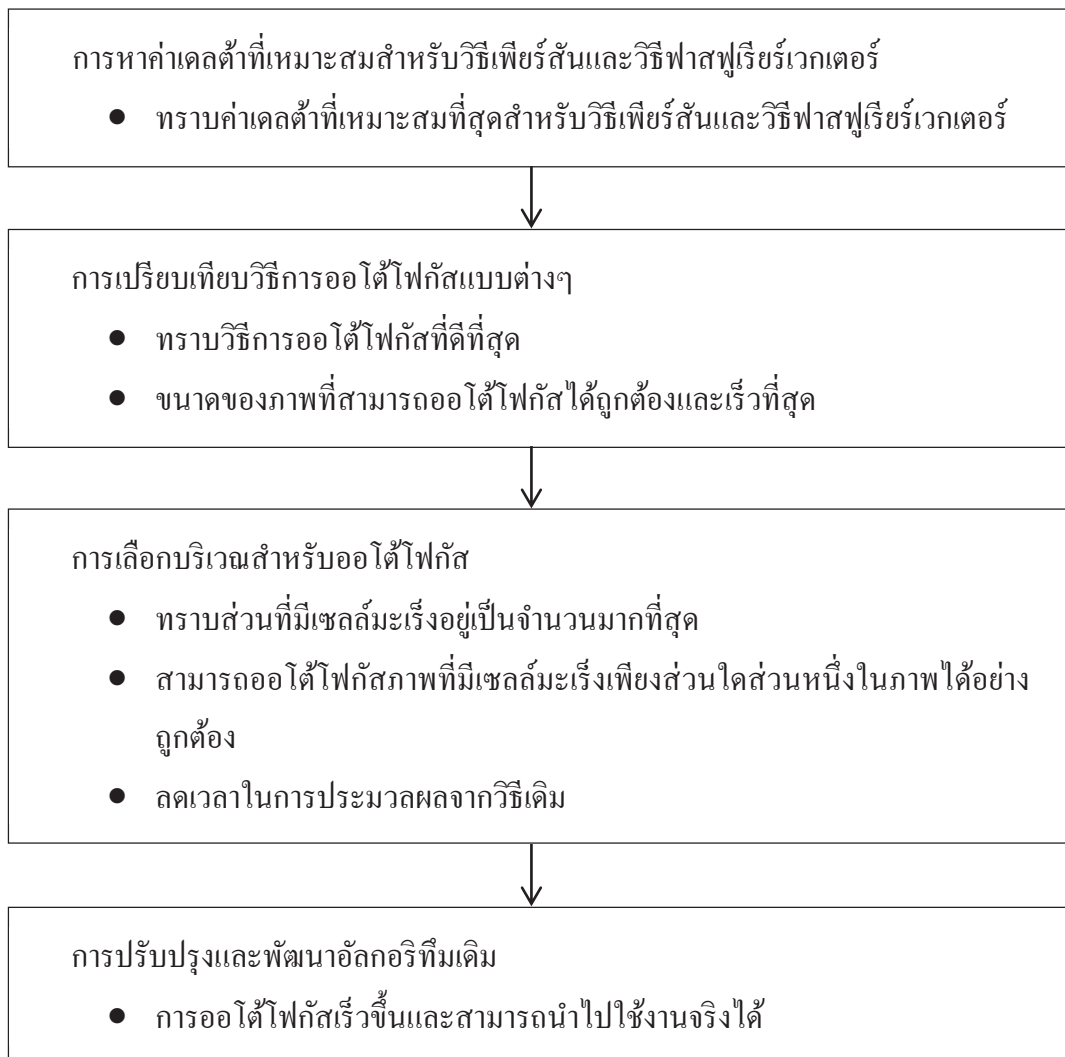 การหาค่าเดลต้าที่เหมาะสมสำหรับวิธีเพียร์สันและวิธีฟาสฟูเรียร์เวกเตอร์
● ทราบค่าเดลต้าที่เหมาะสมที่สุดสำหรับวิธีเพียร์สันและวิธีฟาสฟูเรียร์เวกเตอร์
การเปรียบเทียบวิธีการออโต้โฟกัสแบบต่างๆ
● ทราบวิธีการออโต้โฟกัสที่ดีที่สุด
● ขนาดของภาพที่สามารถออโต้โฟกัสได้ถูกต้องและเร็วที่สุด
การเลือกบริเวณสำหรับออโต้โฟกัส
● ทราบส่วนที่มีเซลล์มะเร็งอยู่เป็นจำนวนมากที่สุด
● สามารถออโต้โฟกัสภาพที่มีเซลล์มะเร็งเพียงส่วนใดส่วนหนึ่งในภาพได้อย่าง
ถูกต้อง
● ลดเวลาในการประมวลผลจากวิธีเดิม
การปรับปรุงและพัฒนาอัลกอริทึมเดิม
● การออโต้โฟกัสเร็วขึ้นและสามารถนำไปใช้งานจริงได้